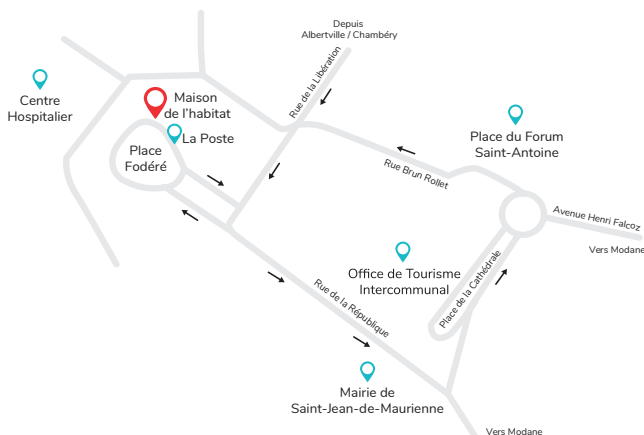 Depuis
Albertville / Chambéry
Rue de la Libération
Centre
Hospitalier
Maison
de l'habitat
La Poste
Place
Fodéré
Place du Forum
Saint-Antoine
Rue Brun Rollet
Avenue Henri Falcoz
Vers Modane
Office de Tourisme
Intercommunal
Place de la Cathédrale
Rue de la République
Mairie de
Saint-Jean-de-Maurienne
Vers Modane